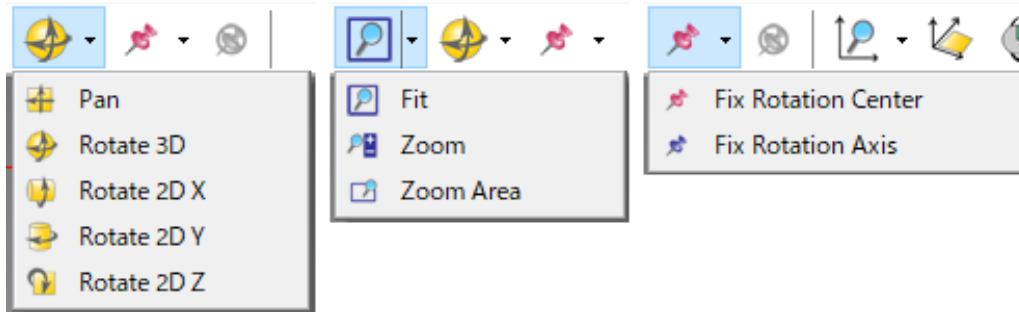 Pan
Rotate 3D
Rotate 2D X
Rotate 2D Y
Rotate 2D Z
Fit
Zoom
Zoom Area
Fix Rotation Center
Fix Rotation Axis